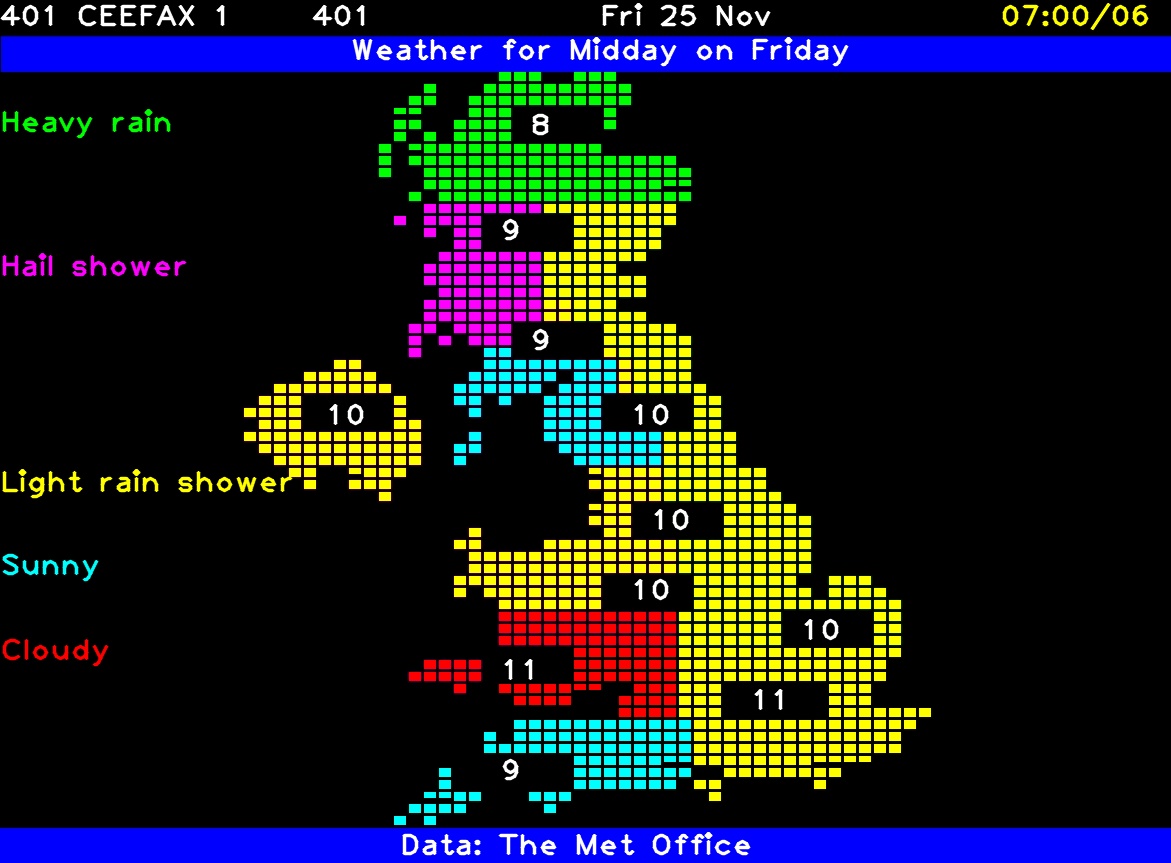 401 CEEFAX 1 401 Fri 25 Nov 07:00/06
Weather for Midday on Friday
Heavy rain
8
9
Hail shower
9
10 10
Light rain shower
10
Sunny
10
10
Cloudy
11
11
9
Data: The Met Office